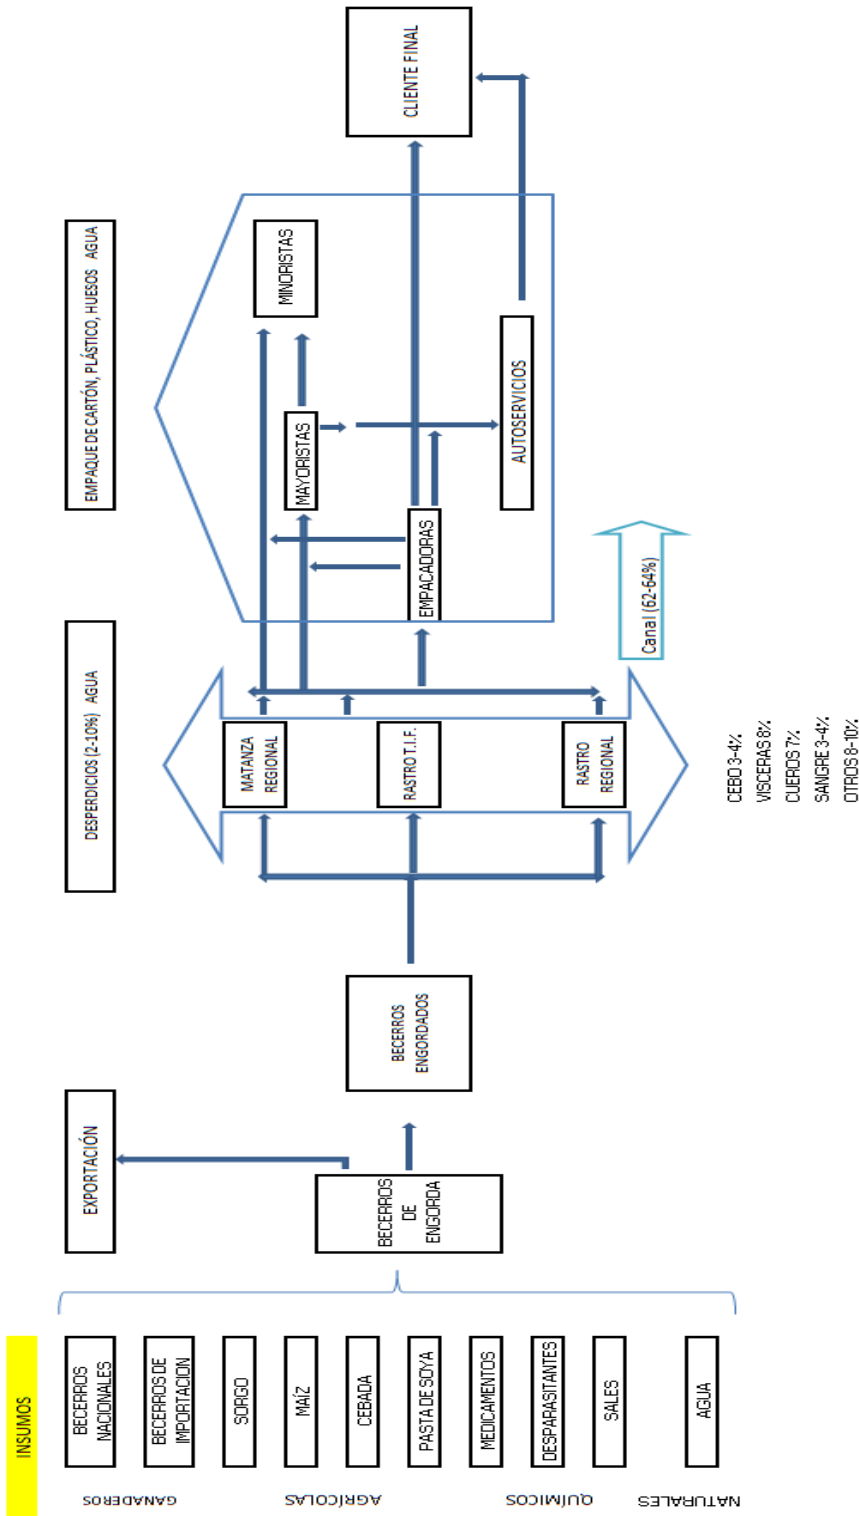 INSUMOS
GANADEROS
AGRÍCOLAS
QUÍMICOS
NATURALES
BECERROS
NACIONALES
BECERROS DE
IMPORTACION
SORGO
MAÍZ
CEBADA
PASTA DE SOYA
MEDICAMENTOS
DESPARASITANTES
SALES
AGUA
EXPORTACIÓN
BECERROS
DE
ENGORDA
BECERROS
ENGORDADOS
DESPERDICIOS (2-10%) AGUA
MATANZA
REGIONAL
RASTRO T.I.F.
RASTRO
REGIONAL
CEBO 3-4%
VISCERAS 8%
CUEROS 7%
SANGRE 3-4%
OTROS 8-10%
Canal (62-64%)
EMPAQUE DE CARTÓN, PLÁSTICO, HUESOS AGUA
MINORISTAS
MAYORISTAS
EMPACADORAS
AUTOSERVICIOS
CLIENTE FINAL